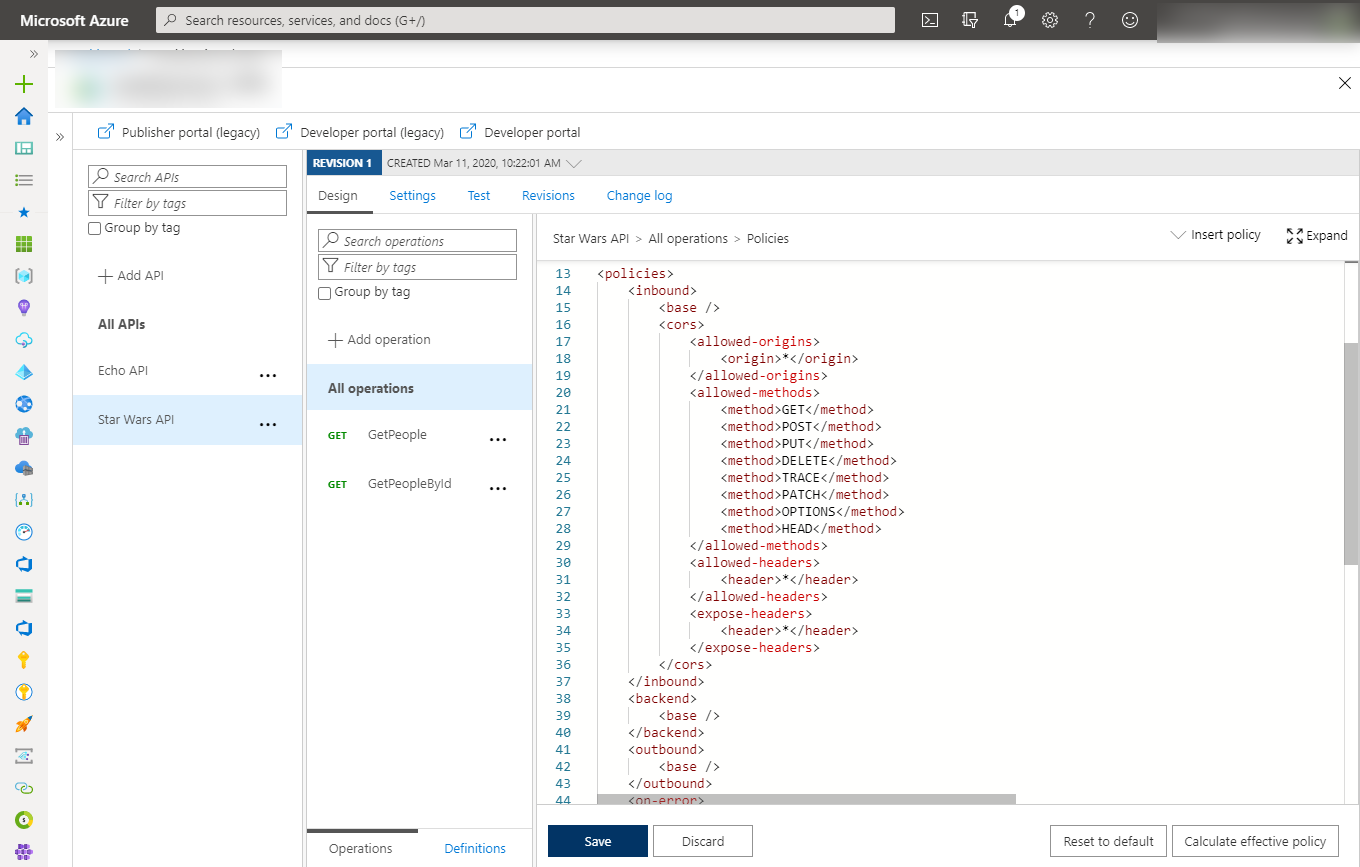 Microsoft Azure
Search resources, services, and docs (G+/)
1
Publisher portal (legacy)
Developer portal (legacy)
Developer portal
Search APIs
Filter by tags
Group by tag
Add API
All APIs
Echo API
Star Wars API
REVISION 1
CREATED Mar 11, 2020, 10:22:01 AM
Design
Settings
Test
Revisions
Change log
Search operations
Filter by tags
Group by tag
Add operation
All operations
GET GetPeople
GET GetPeopleById
Operations
Definitions
Star Wars API > All operations > Policies
Insert policy
Expand
13 <policies>
14 <inbound>
15 <base />
16 <cors>
17 <allowed-origins>
18 <origin>*</origin>
19 </allowed-origins>
20 <allowed-methods>
21 <method>GET</method>
22 <method>POST</method>
23 <method>PUT</method>
24 <method>DELETE</method>
25 <method>TRACE</method>
26 <method>PATCH</method>
27 <method>OPTIONS</method>
28 <method>HEAD</method>
29 </allowed-methods>
30 <allowed-headers>
31 <header>*</header>
32 </allowed-headers>
33 <expose-headers>
34 <header>*</header>
35 </expose-headers>
36 </cors>
37 </inbound>
38 <backend>
39 <base />
40 </backend>
41 <outbound>
42 <base />
43 </outbound>
44 <on-error>
Save
Discard
Reset to default
Calculate effective policy